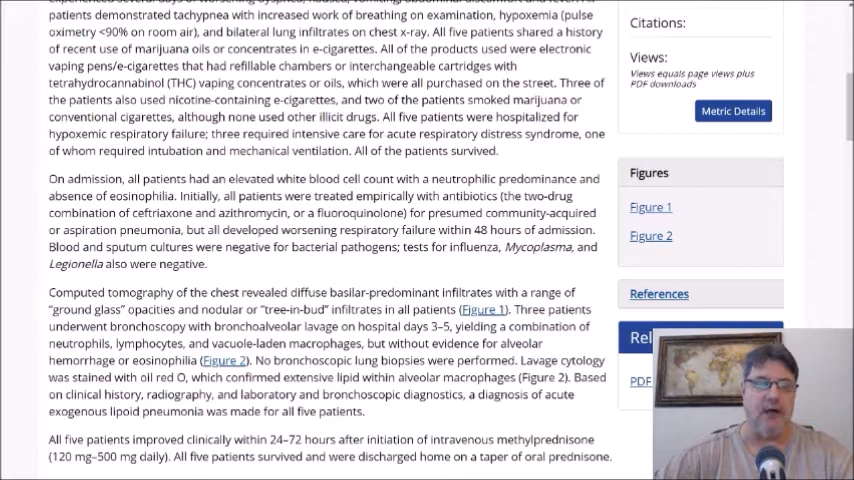 patients demonstrated tachypnea with increased work of breathing on examination, hypoxemia (pulse
oximetry <90% on room air), and bilateral lung infiltrates on chest x-ray. All five patients shared a history
of recent use of marijuana oils or concentrates in e-cigarettes. All of the products used were electronic
vaping pens/e-cigarettes that had refillable chambers or interchangeable cartridges with
tetrahydrocannabinol (THC) vaping concentrates or oils, which were all purchased on the street. Three of
the patients also used nicotine-containing e-cigarettes, and two of the patients smoked marijuana or
conventional cigarettes, although none used other illicit drugs. All five patients were hospitalized for
hypoxemic respiratory failure; three required intensive care for acute respiratory distress syndrome, one
of whom required intubation and mechanical ventilation. All of the patients survived.
On admission, all patients had an elevated white blood cell count with a neutrophilic predominance and
absence of eosinophilia. Initially, all patients were treated empirically with antibiotics (the two-drug
combination of ceftriaxone and azithromycin, or a fluoroquinolone) for presumed community-acquired
or aspiration pneumonia, but all developed worsening respiratory failure within 48 hours of admission.
Blood and sputum cultures were negative for bacterial pathogens; tests for influenza, Mycoplasma, and
Legionella also were negative.
Computed tomography of the chest revealed diffuse basilar-predominant infiltrates with a range of
“ground glass” opacities and nodular or “tree-in-bud” infiltrates in all patients (Figure 1). Three patients
underwent bronchoscopy with bronchoalveolar lavage on hospital days 3–5, yielding a combination of
neutrophils, lymphocytes, and vacuole-laden macrophages, but without evidence for alveolar
hemorrhage or eosinophilia (Figure 2). No bronchoscopic lung biopsies were performed. Lavage cytology
was stained with oil red O, which confirmed extensive lipid within alveolar macrophages (Figure 2). Based
on clinical history, radiography, and laboratory and bronchoscopic diagnostics, a diagnosis of acute
exogenous lipoid pneumonia was made for all five patients.
All five patients improved clinically within 24–72 hours after initiation of intravenous methylprednisone
(120 mg–500 mg daily). All five patients survived and were discharged home on a taper of oral prednisone.
Citations:
Views:
Views equals page views plus
PDF downloads
Metric Details
Figures
Figure 1
Figure 2
References
Rel
PDF